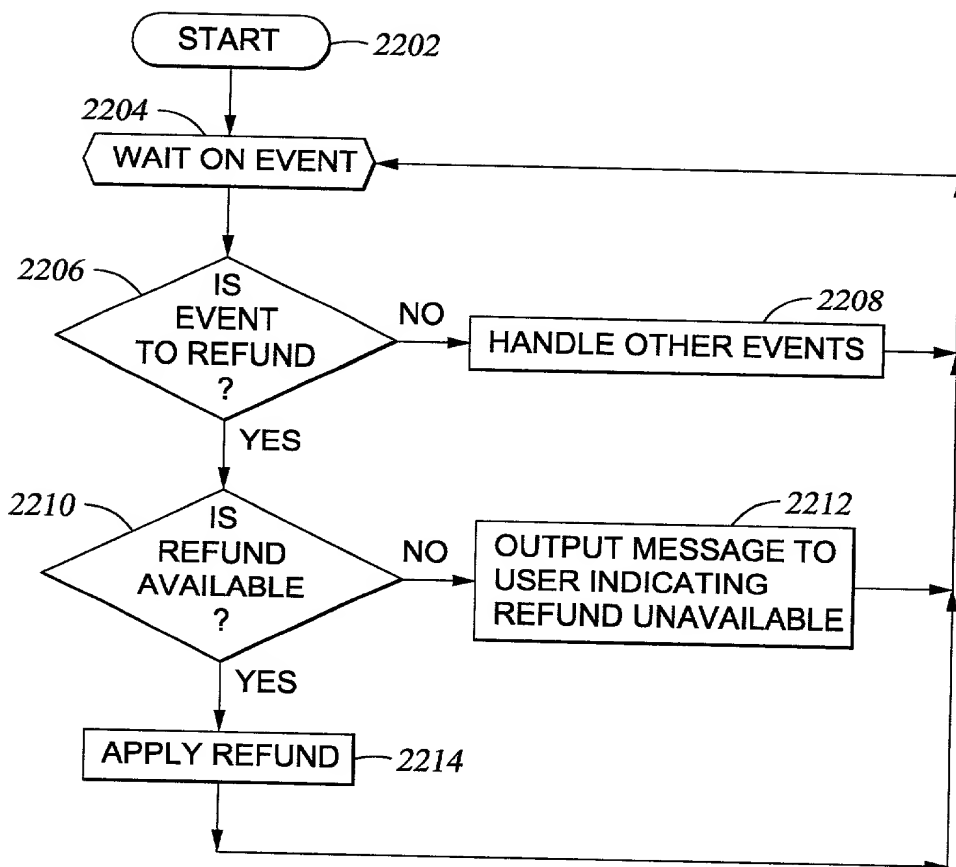 START
2202
2204
WAIT ON EVENT
2206
IS
EVENT
TO REFUND
?
NO
2208
HANDLE OTHER EVENTS
YES
2210
IS
REFUND
AVAILABLE
?
NO
2212
OUTPUT MESSAGE TO
USER INDICATING
REFUND UNAVAILABLE
YES
APPLY REFUND
2214